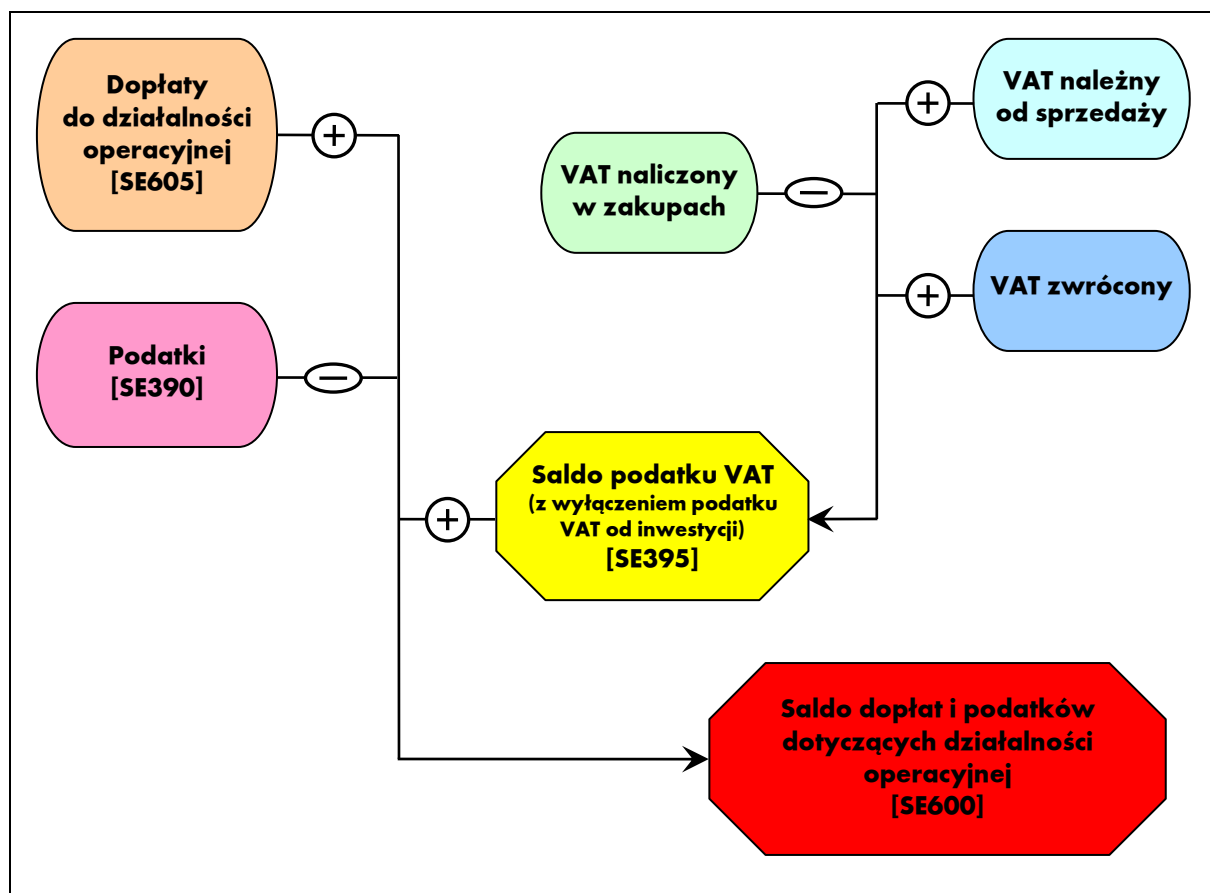 Dopłaty
do działalności
operacyjnej
[SE605]
+
VAT należny
od sprzedaży
+
VAT naliczony
w zakupach
−
VAT zwrócony
+
Podatki
[SE390]
−
Saldo podatku VAT
(z wyłączeniem podatku
VAT od inwestycji)
[SE395]
+
Saldo dopłat i podatków
dotyczących działalności
operacyjnej
[SE600]